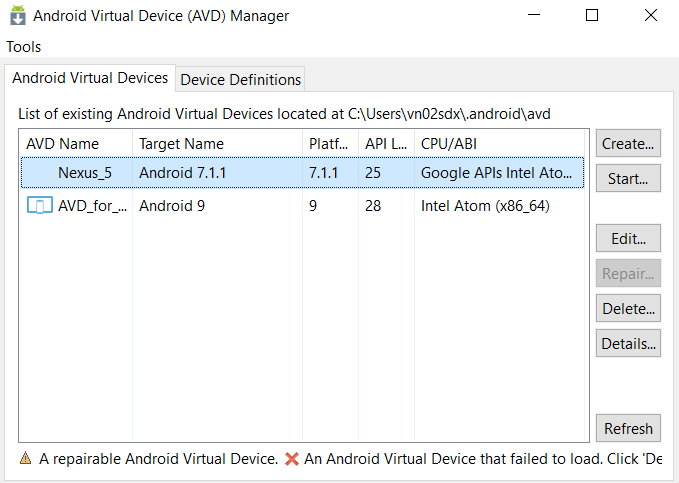 Android Virtual Device (AVD) Manager
Tools
Android Virtual Devices Device Definitions
List of existing Android Virtual Devices located at C:\Users\vn02sdx\.android\avd
AVD Name Target Name Platf... API L... CPU/ABI
Nexus_5 Android 7.1.1 7.1.1 25 Google APIs Intel Ato...
AVD_for_... Android 9 9 28 Intel Atom (x86_64)
Create...
Start...
Edit...
Repair...
Delete...
Details...
Refresh
A repairable Android Virtual Device. An Android Virtual Device that failed to load. Click 'De